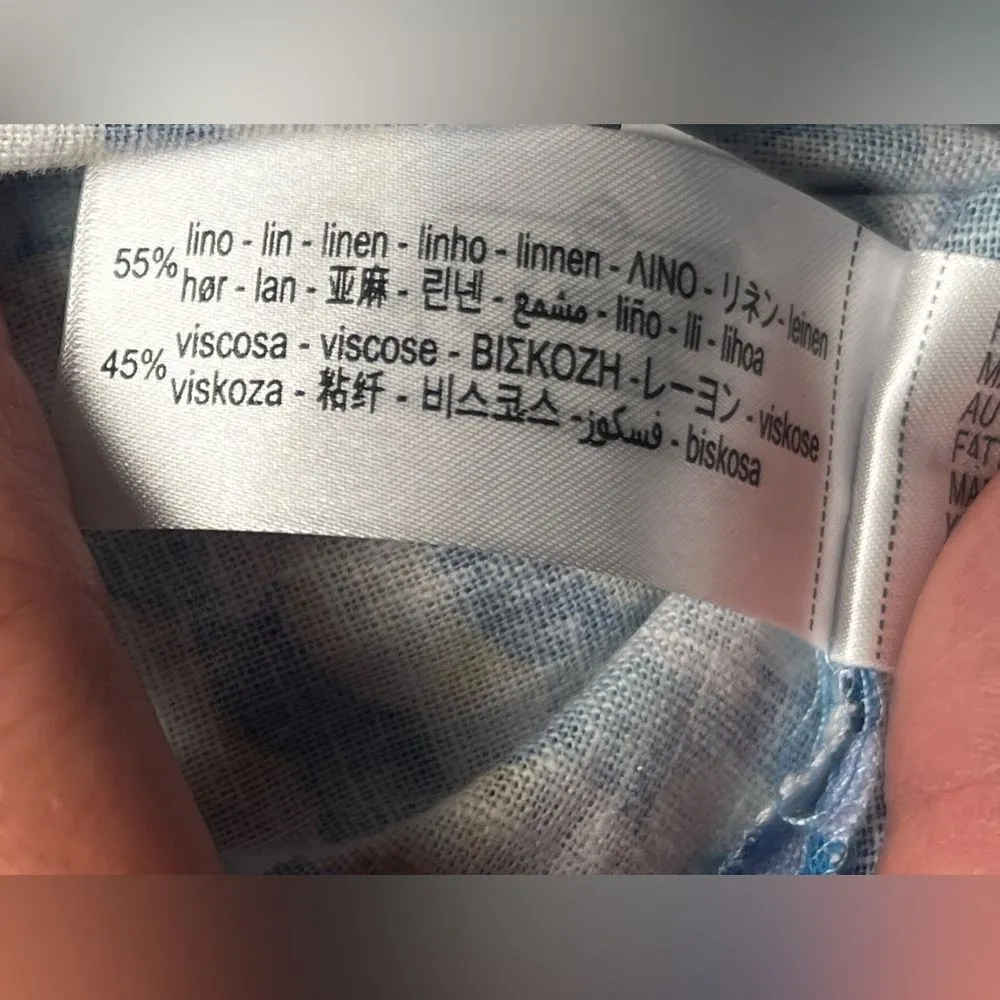 55% lino - lin - linen - linho - linnen - ΛΙΝΟ - リネン - leinen
hør - lan - 亚麻 - 린넨 - مشمع - liño - lli - lihoa
45% viscosa - viscose - ΒΙΣΚΟΖΗ - レーヨン - viskose
viskoza - 粘纤 - 비스코스 - فسكوز - biskosa